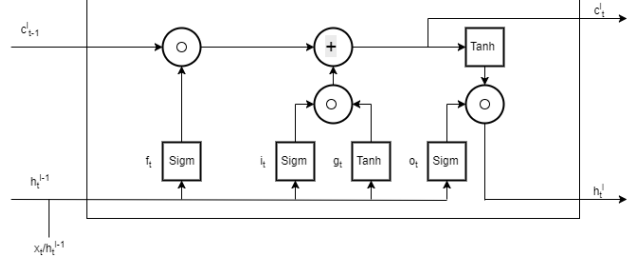 c^l_t-1
c^l_t
+
Tanh
f_t
Sigm
i_t
Sigm
g_t
Tanh
o_t
Sigm
h_t^l-1
h_t^l
x_t/h_t^l-1